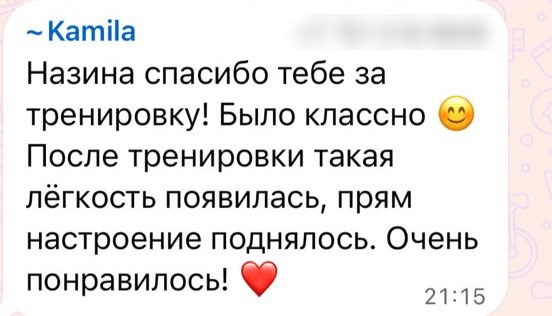 ~Kamila
Назина спасибо тебе за
тренировку! Было классно 😊
После тренировки такая
лёгкость появилась, прям
настроение поднялось. Очень
понравилось! ❤️
21:15